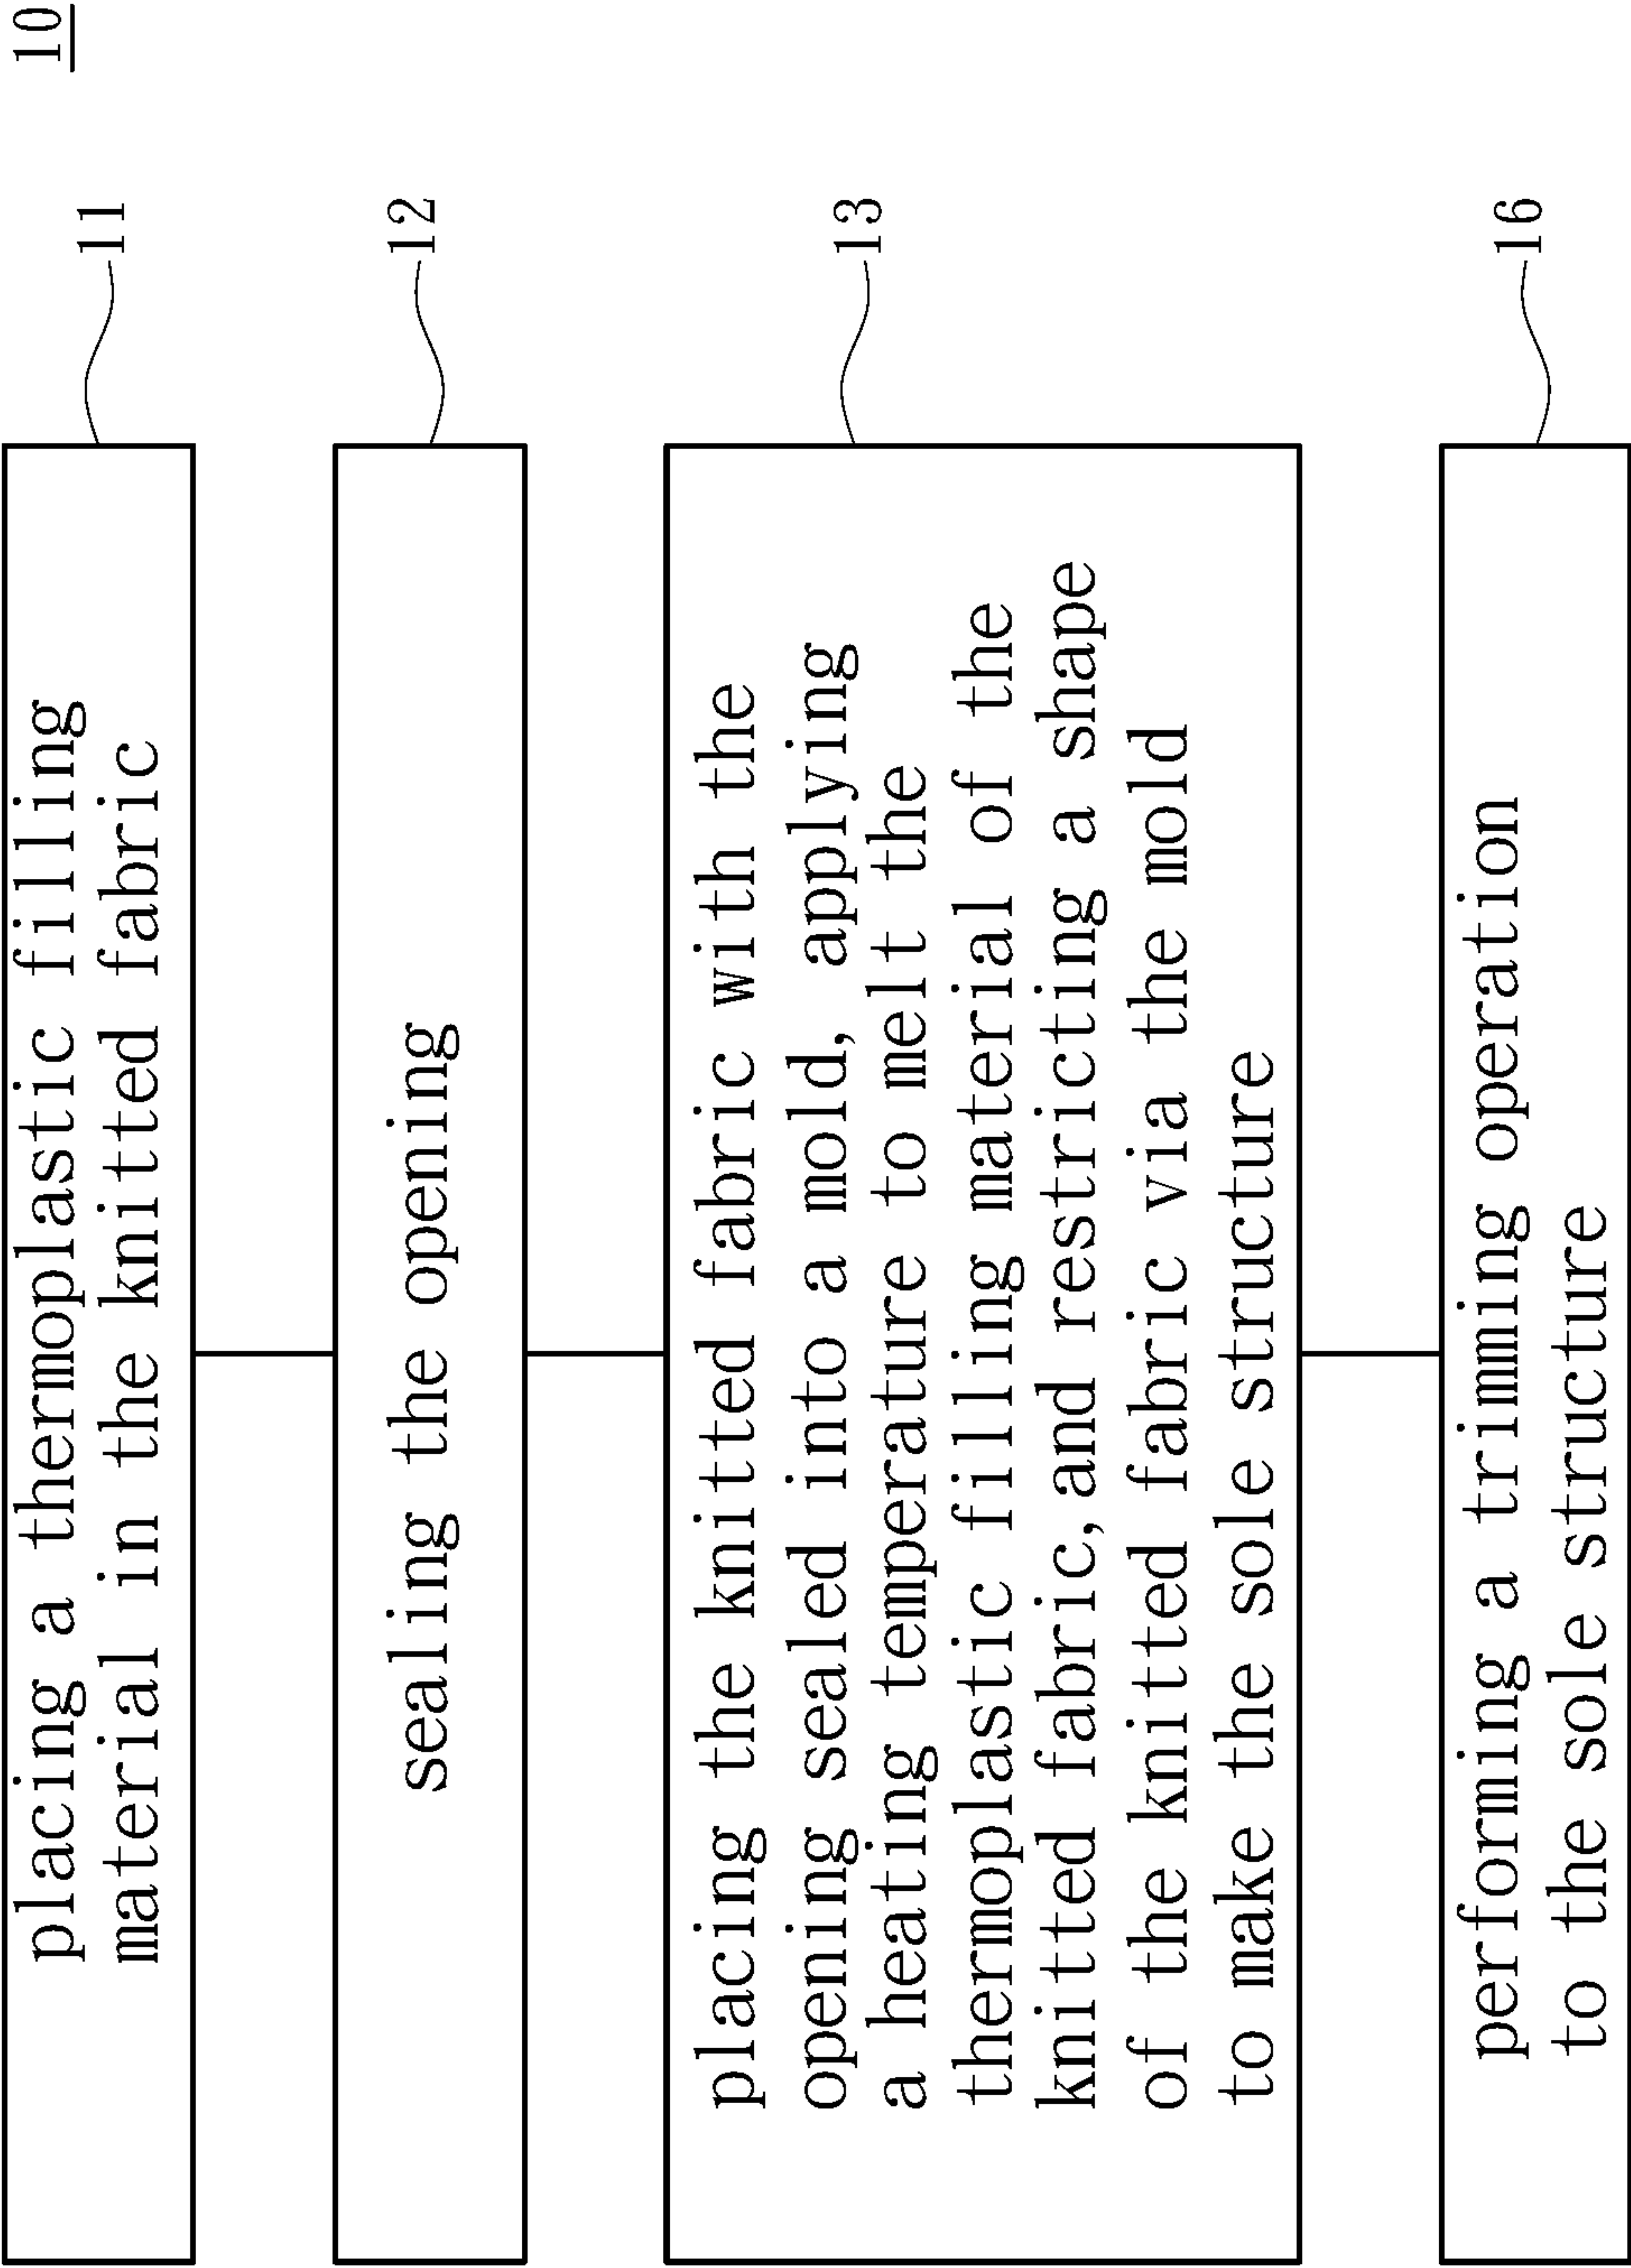 10
11
placing a thermoplastic filling
material in the knitted fabric
12
sealing the opening
13
placing the knitted fabric with the
opening sealed into a mold, applying
a heating temperature to melt the
thermoplastic filling material of the
knitted fabric,and restricting a shape
of the knitted fabric via the mold
to make the sole structure
16
performing a trimming operation
to the sole structure